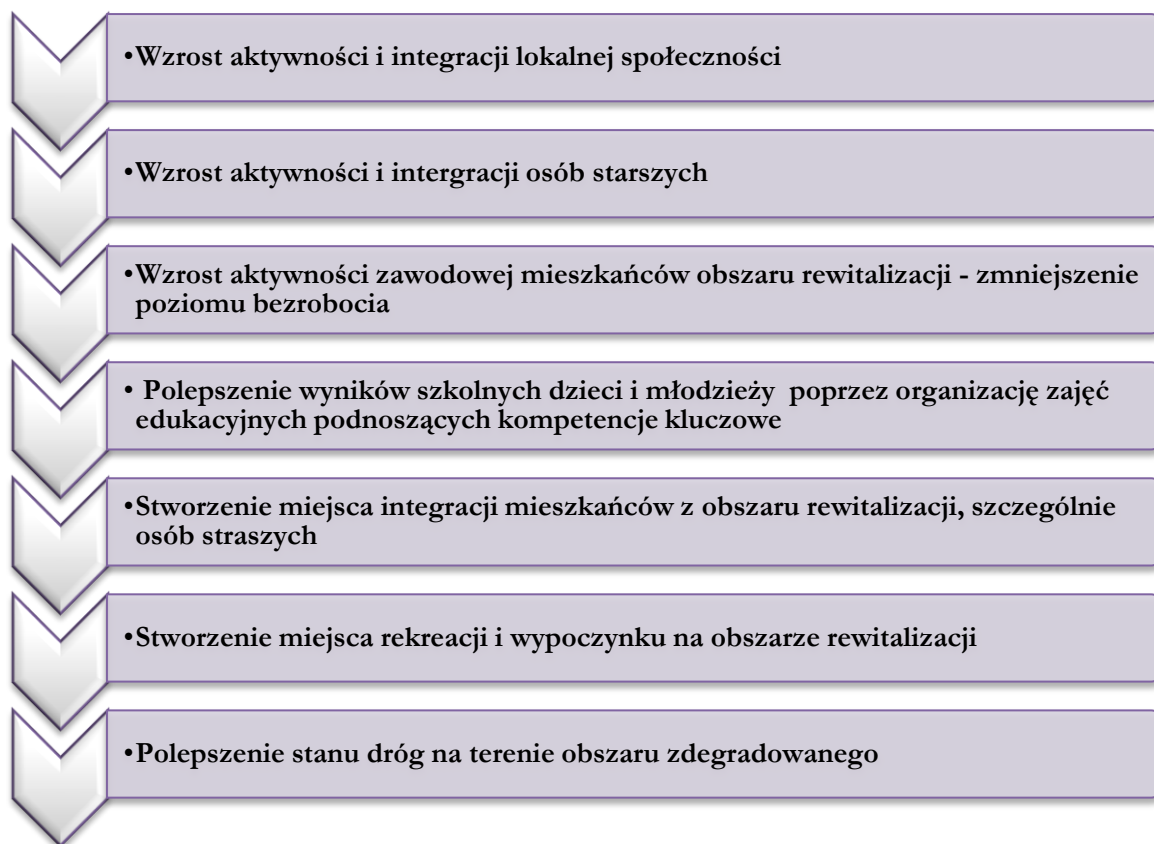 •Wzrost aktywności i integracji lokalnej społeczności
•Wzrost aktywności i intergracji osób starszych
•Wzrost aktywności zawodowej mieszkańców obszaru rewitalizacji - zmniejszenie
poziomu bezrobocia
• Polepszenie wyników szkolnych dzieci i młodzieży  poprzez organizację zajęć
edukacyjnych podnoszących kompetencje kluczowe
•Stworzenie miejsca integracji mieszkańców z obszaru rewitalizacji, szczególnie
osób straszych
•Stworzenie miejsca rekreacji i wypoczynku na obszarze rewitalizacji
•Polepszenie stanu dróg na terenie obszaru zdegradowanego